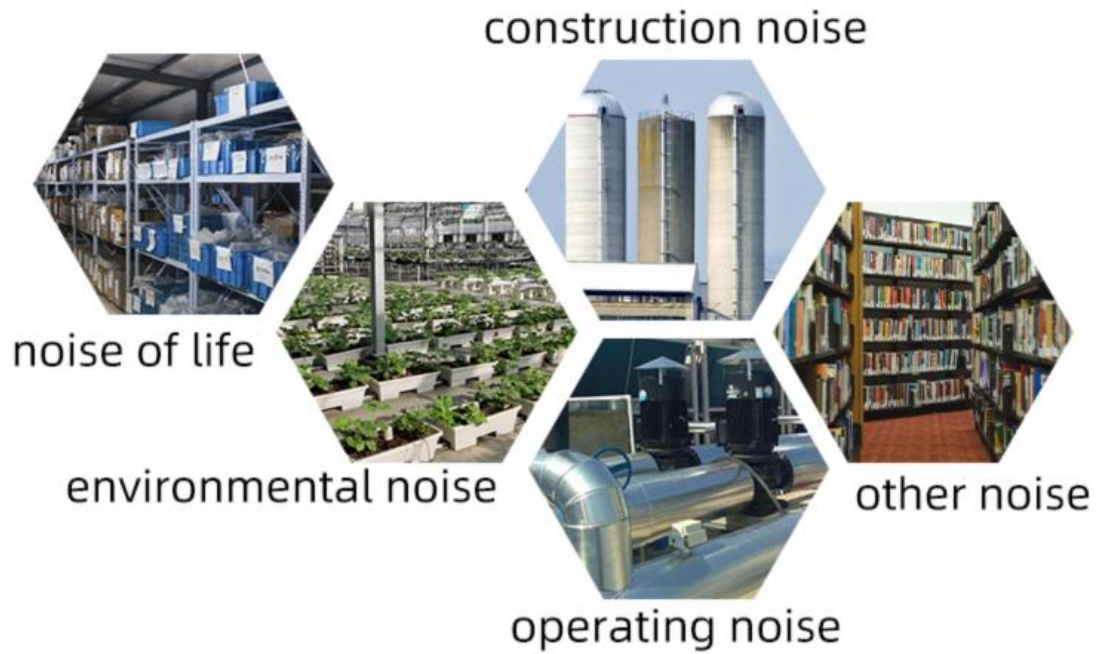 construction noise
noise of life
environmental noise
other noise
operating noise